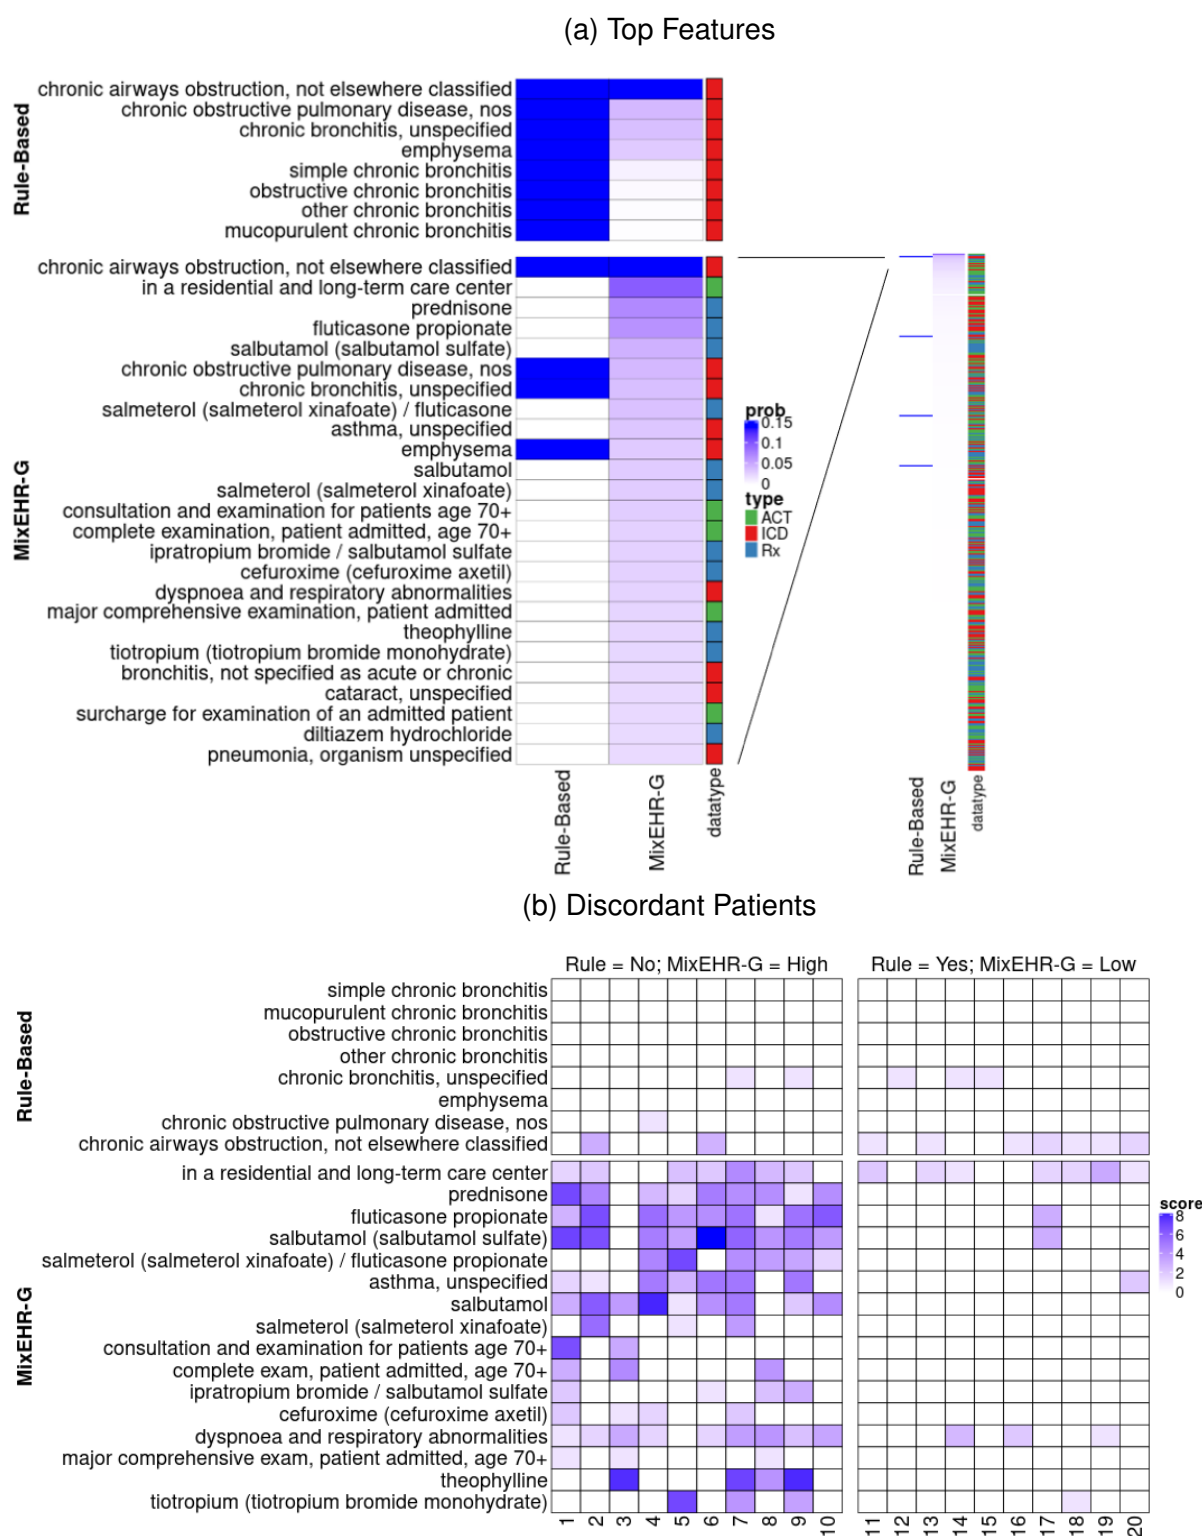 (a) Top Features
Rule-Based
chronic airways obstruction, not elsewhere classified
chronic obstructive pulmonary disease, nos
chronic bronchitis, unspecified
emphysema
simple chronic bronchitis
obstructive chronic bronchitis
other chronic bronchitis
mucopurulent chronic bronchitis
MixEHR-G
chronic airways obstruction, not elsewhere classified
in a residential and long-term care center
prednisone
fluticasone propionate
salbutamol (salbutamol sulfate)
chronic obstructive pulmonary disease, nos
chronic bronchitis, unspecified
salmeterol (salmeterol xinafoate) / fluticasone
asthma, unspecified
emphysema
salbutamol
salmeterol (salmeterol xinafoate)
consultation and examination for patients age 70+
complete examination, patient admitted, age 70+
ipratropium bromide / salbutamol sulfate
cefuroxime (cefuroxime axetil)
dyspnoea and respiratory abnormalities
major comprehensive examination, patient admitted
theophylline
tiotropium (tiotropium bromide monohydrate)
bronchitis, not specified as acute or chronic
cataract, unspecified
surcharge for examination of an admitted patient
diltiazem hydrochloride
pneumonia, organism unspecified
Rule-Based
MixEHR-G
datatype
prob
0.15
0.1
0.05
0
type
ACT
ICD
Rx
Rule-Based
MixEHR-G
datatype
(b) Discordant Patients
Rule = No; MixEHR-G = High
Rule = Yes; MixEHR-G = Low
Rule-Based
simple chronic bronchitis
mucopurulent chronic bronchitis
obstructive chronic bronchitis
other chronic bronchitis
chronic bronchitis, unspecified
emphysema
chronic obstructive pulmonary disease, nos
chronic airways obstruction, not elsewhere classified
MixEHR-G
in a residential and long-term care center
prednisone
fluticasone propionate
salbutamol (salbutamol sulfate)
salmeterol (salmeterol xinafoate) / fluticasone propionate
asthma, unspecified
salbutamol
salmeterol (salmeterol xinafoate)
consultation and examination for patients age 70+
complete exam, patient admitted, age 70+
ipratropium bromide / salbutamol sulfate
cefuroxime (cefuroxime axetil)
dyspnoea and respiratory abnormalities
major comprehensive exam, patient admitted, age 70+
theophylline
tiotropium (tiotropium bromide monohydrate)
1 2 3 4 5 6 7 8 9 10
11 12 13 14 15 16 17 18 19 20
score
8
6
4
2
0